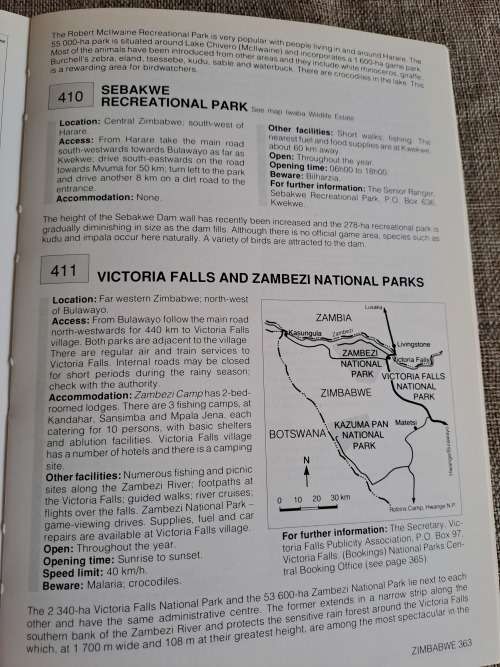 The Robert McIlwaine Recreational Park is very popular with people living in and around Harare. The
55 000-ha park is situated around Lake Chivero (McIlwaine) and incorporates a 1 600-ha game park.
Most of the animals have been introduced from other areas and they include white rhinoceros, giraffe,
Burchell's zebra, eland, tsessebe, kudu, sable and waterbuck. There are crocodiles in the lake. This
is a rewarding area for birdwatchers.
410
SEBAKWE
RECREATIONAL PARK See map Iwaba Wildlife Estate
Location: Central Zimbabwe; south-west of
Harare.
Access: From Harare take the main road
south-westwards towards Bulawayo as far as
Kwekwe; drive south-eastwards on the road
towards Mvuma for 50 km; turn left to the park
and drive another 8 km on a dirt road to the
entrance.
Accommodation: None.
Other facilities: Short walks; fishing. The
nearest fuel and food supplies are at Kwekwe,
about 60 km away.
Open: Throughout the year.
Opening time: 06h00 to 18h00.
Beware: Bilharzia.
For further information: The Senior Ranger,
Sebakwe Recreational Park, P.O. Box 636,
Kwekwe.
The height of the Sebakwe Dam wall has recently been increased and the 278-ha recreational park is
gradually diminishing in size as the dam fills. Although there is no official game area, species such as
kudu and impala occur here naturally. A variety of birds are attracted to the dam.
411
VICTORIA FALLS AND ZAMBEZI NATIONAL PARKS
Location: Far western Zimbabwe; north-west
of Bulawayo.
Access: From Bulawayo follow the main road
north-westwards for 440 km to Victoria Falls
village. Both parks are adjacent to the village.
There are regular air and train services to
Victoria Falls. Internal roads may be closed
for short periods during the rainy season;
check with the authority.
Accommodation: Zambezi Camp has 2-bed-
roomed lodges. There are 3 fishing camps, at
Kandahar, Sansimba and Mpala Jena, each
catering for 10 persons, with basic shelters
and ablution facilities. Victoria Falls village
has a number of hotels and there is a camping
site.
Other facilities: Numerous fishing and picnic
sites along the Zambezi River; footpaths at
the Victoria Falls; guided walks; river cruises;
flights over the falls. Zambezi National Park –
game-viewing drives. Supplies, fuel and car
repairs are available at Victoria Falls village.
Open: Throughout the year.
Opening time: Sunrise to sunset.
Speed limit: 40 km/h.
Beware: Malaria; crocodiles.
Lusaka
ZAMBIA
Kasungula
Zambezi
Livingstone
ZAMBEZI
NATIONAL
PARK
Victoria Falls
VICTORIA FALLS
NATIONAL
PARK
ZIMBABWE
KAZUMA PAN
NATIONAL
PARK
Matetsi
BOTSWANA
N
0 10 20 30 km
Hwange/Bulawayo
Robins Camp, Hwange N.P.
For further information: The Secretary, Vic-
toria Falls Publicity Association, P.O. Box 97,
Victoria Falls. (Bookings) National Parks Cen-
tral Booking Office (see page 365)
The 2 340-ha Victoria Falls National Park and the 53 600-ha Zambezi National Park lie next to each
other and have the same administrative centre. The former extends in a narrow strip along the
southern bank of the Zambezi River and protects the sensitive rain forest around the Victoria Falls
which, at 1 700 m wide and 108 m at their greatest height, are among the most spectacular in the
ZIMBABWE 363